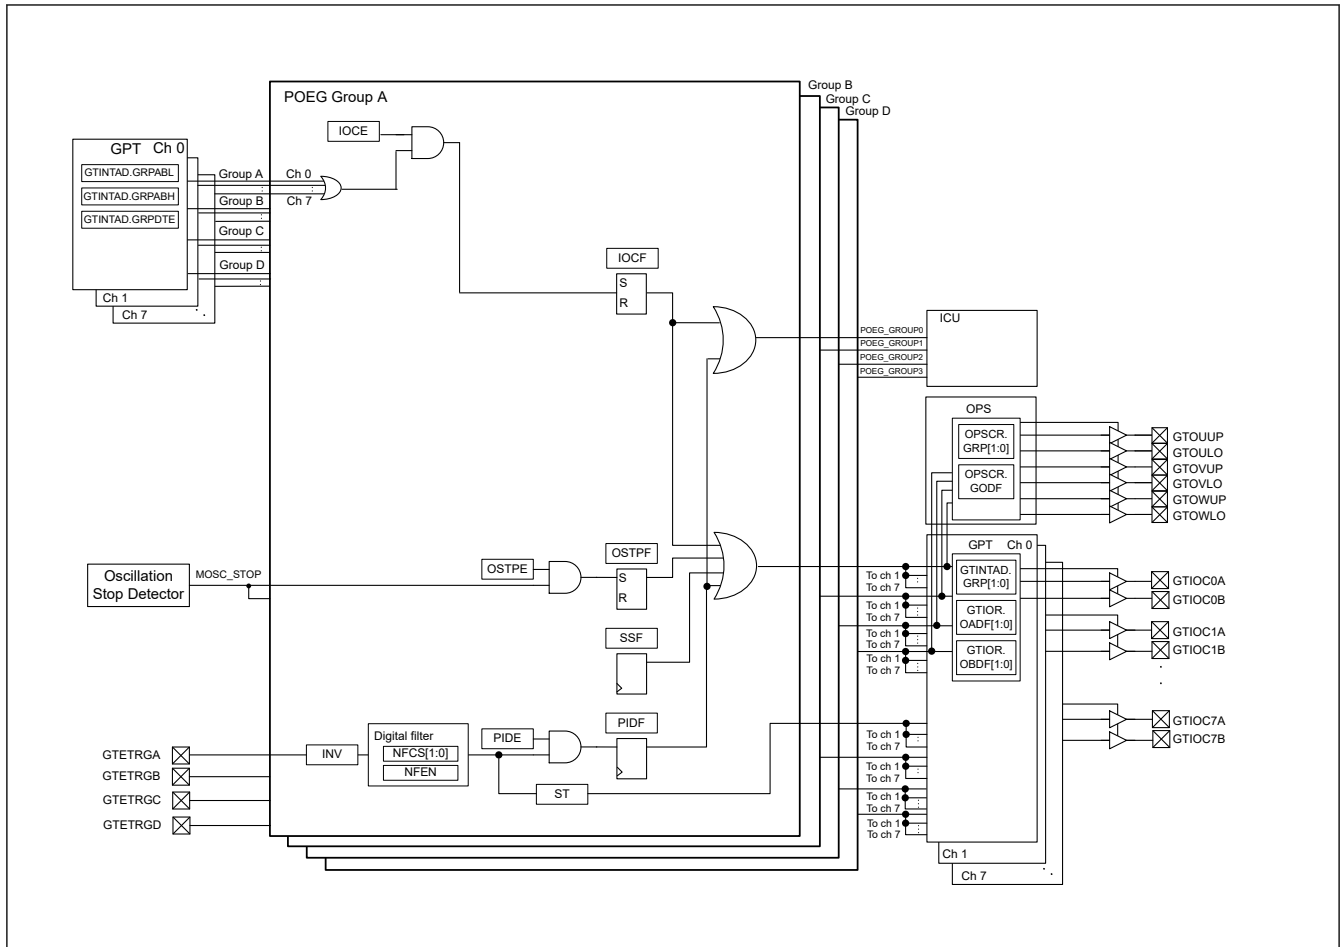 Group B
Group C
Group D
POEG Group A
IOCE
GPT Ch 0
GTINTAD.GRPABL
GTINTAD.GRPABH
GTINTAD.GRPDTE
Group A
Group B
Group C
Group D
Ch 0
Ch 7
Ch 1
Ch 7
IOCF
S
R
POEG_GROUP0
POEG_GROUP1
POEG_GROUP2
POEG_GROUP3
ICU
OPS
OPSCR.
GRP[1:0]
OPSCR.
GODF
GTOUUP
GTOULO
GTOVUP
GTOVLO
GTOWUP
GTOWLO
Oscillation
Stop Detector
MOSC_STOP
OSTPE
OSTPF
S
R
SSF
GPT Ch 0
GTINTAD.
GRP[1:0]
GTIOR.
OADF[1:0]
GTIOR.
OBDF[1:0]
To ch 1
To ch 7
To ch 1
To ch 7
To ch 1
To ch 7
To ch 1
To ch 7
GTIOC0A
GTIOC0B
GTIOC1A
GTIOC1B
GTIOC7A
GTIOC7B
GTETRGA
GTETRGB
GTETRGC
GTETRGD
INV
Digital filter
NFCS[1:0]
NFEN
PIDE
PIDF
ST
To ch 1
To ch 7
To ch 1
To ch 7
To ch 1
To ch 7
To ch 1
To ch 7
Ch 1
Ch 7